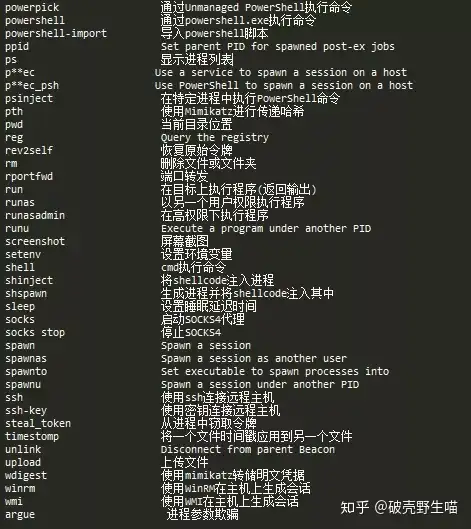 powerpick 通过Unmanaged PowerShell执行命令
powershell 通过powershell.exe执行命令
powershell-import 导入powershell脚本
ppid Set parent PID for spawned post-ex jobs
ps 显示进程列表
p**ec Use a service to spawn a session on a host
p**ec_psh Use PowerShell to spawn a session on a host
psinject 在特定进程中执行PowerShell命令
pth 使用Mimikatz进行传递哈希
pwd 当前目录位置
reg Query the registry
rev2self 恢复原始令牌
rm 删除文件或文件夹
rportfwd 端口转发
run 在目标上执行程序(返回输出)
runas 以另一个用户权限执行程序
runasadmin 在高权限下执行程序
runu Execute a program under another PID
screenshot 屏幕截图
setenv 设置环境变量
shell cmd执行命令
shinject 将shellcode注入进程
shspawn 生成进程并将shellcode注入其中
sleep 设置睡眠延迟时间
socks 启动SOCKS4代理
socks stop 停止SOCKS4
spawn Spawn a session
spawnas Spawn a session as another user
spawnto Set executable to spawn processes into
spawnu Spawn a session under another PID
ssh 使用ssh连接远程主机
ssh-key 使用密钥连接远程主机
steal_token 从进程中窃取令牌
timestomp 将一个文件时间戳应用到另一个文件
unlink Disconnect from parent Beacon
upload 上传文件
wdigest 使用mimikatz转储明文凭据
winrm 使用WinRM在主机上生成会话
wmi 使用WMI在主机上生成会话
argue 进程参数欺骗
知乎 @破壳野生喵